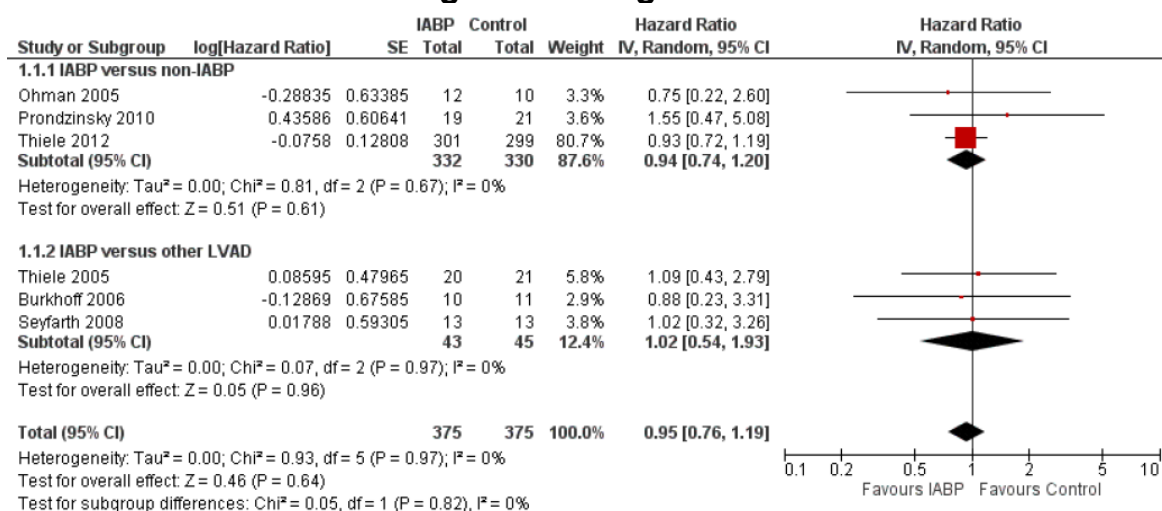 IABP Control Hazard Ratio Hazard Ratio
Study or Subgroup log[Hazard Ratio] SE Total Total Weight IV, Random, 95% CI IV, Random, 95% CI
1.1.1 IABP versus non-IABP
Ohman 2005 -0.28835 0.63385 12 10 3.3% 0.75 [0.22, 2.60]
Prondzinsky 2010 0.43586 0.60641 19 21 3.6% 1.55 [0.47, 5.08]
Thiele 2012 -0.0758 0.12808 301 299 80.7% 0.93 [0.72, 1.19]
Subtotal (95% CI) 332 330 87.6% 0.94 [0.74, 1.20]
Heterogeneity: Tau² = 0.00; Chi² = 0.81, df = 2 (P = 0.67); I² = 0%
Test for overall effect: Z = 0.51 (P = 0.61)
1.1.2 IABP versus other LVAD
Thiele 2005 0.08595 0.47965 20 21 5.8% 1.09 [0.43, 2.79]
Burkhoff 2006 -0.12869 0.67585 10 11 2.9% 0.88 [0.23, 3.31]
Seyfarth 2008 0.01788 0.59305 13 13 3.8% 1.02 [0.32, 3.26]
Subtotal (95% CI) 43 45 12.4% 1.02 [0.54, 1.93]
Heterogeneity: Tau² = 0.00; Chi² = 0.07, df = 2 (P = 0.97); I² = 0%
Test for overall effect: Z = 0.05 (P = 0.96)
Total (95% CI) 375 375 100.0% 0.95 [0.76, 1.19]
Heterogeneity: Tau² = 0.00; Chi² = 0.93, df = 5 (P = 0.97); I² = 0%
Test for overall effect: Z = 0.46 (P = 0.64)
Test for subgroup differences: Chi² = 0.05, df = 1 (P = 0.82), I² = 0%
0.1 0.2 0.5 1 2 5 10
Favours IABP Favours Control